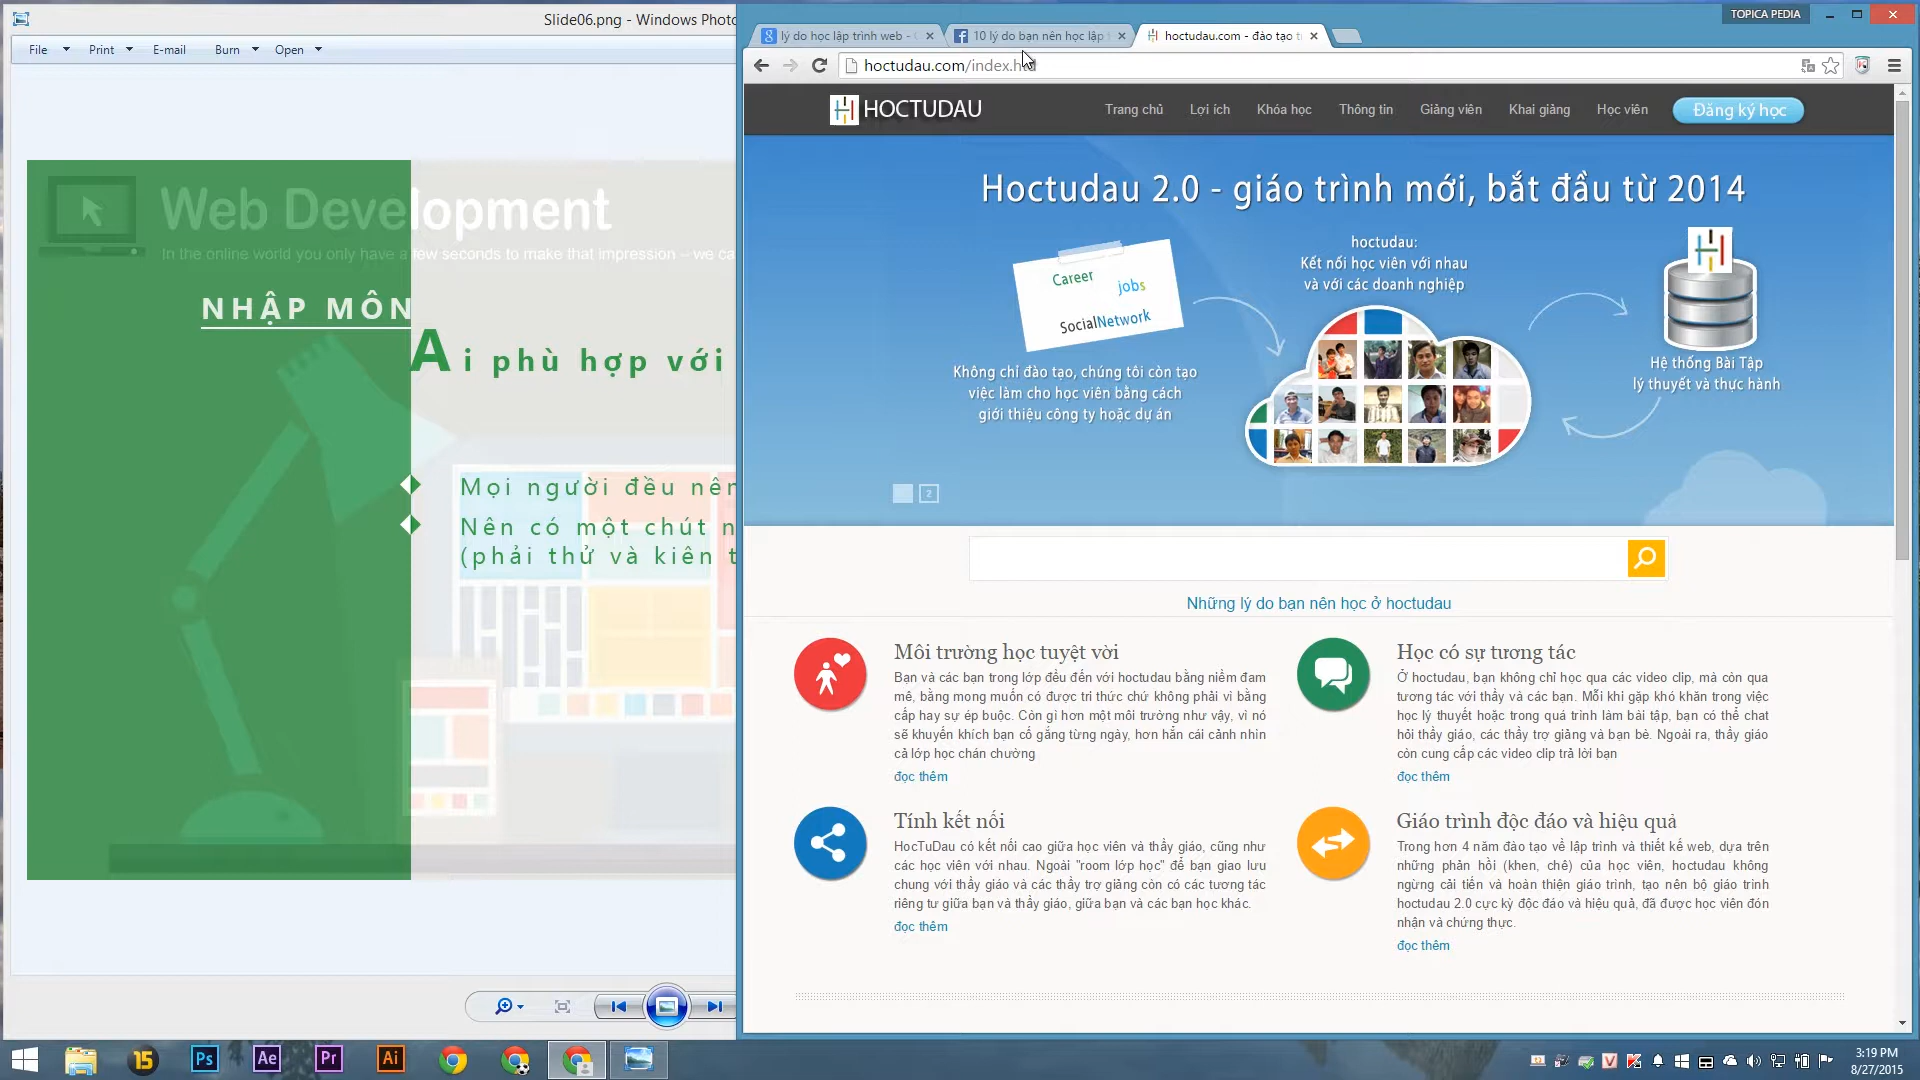 Slide06.png - Windows Phot
File
Print
E-mail
Burn
Open
Web Development
In the online world you only have a few seconds to make that impression – we ca
NHẬP MÔN
Ai phù hợp với
Mọi người đều nên
Nên có một chút n
(phải thử và kiên t
TOPICA PEDIA
lý do học lập trình web -
10 lý do bạn nên học lập
hoctudau.com - đào tạo t
hoctudau.com/index.h
HOCTUDAU
Trang chủ
Lợi ích
Khóa học
Thông tin
Giảng viên
Khai giảng
Học viên
Đăng ký học
Hoctudau 2.0 - giáo trình mới, bắt đầu từ 2014
Career
jobs
SocialNetwork
Không chỉ đào tạo, chúng tôi còn tạo
việc làm cho học viên bằng cách
giới thiệu công ty hoặc dự án
hoctudau:
Kết nối học viên với nhau
và với các doanh nghiệp
Hệ thống Bài Tập
lý thuyết và thực hành
2
Những lý do bạn nên học ở hoctudau
Môi trường học tuyệt vời
Bạn và các bạn trong lớp đều đến với hoctudau bằng niềm đam
mê, bằng mong muốn có được tri thức chứ không phải vì bằng
cấp hay sự ép buộc. Còn gì hơn một môi trường như vậy, vì nó
sẽ khuyến khích bạn cố gắng từng ngày, hơn hẳn cái cảnh nhìn
cả lớp học chán chường
đọc thêm
Học có sự tương tác
Ở hoctudau, bạn không chỉ học qua các video clip, mà còn qua
tương tác với thầy và các bạn. Mỗi khi gặp khó khăn trong việc
học lý thuyết hoặc trong quá trình làm bài tập, bạn có thể chat
hỏi thầy giáo, các thầy trợ giảng và bạn bè. Ngoài ra, thầy giáo
còn cung cấp các video clip trả lời bạn
đọc thêm
Tính kết nối
HocTuDau có kết nối cao giữa học viên và thầy giáo, cũng như
các học viên với nhau. Ngoài "room lớp học" để bạn giao lưu
chung với thầy giáo và các thầy trợ giảng còn có các tương tác
riêng tư giữa bạn và thầy giáo, giữa bạn và các bạn học khác.
đọc thêm
Giáo trình độc đáo và hiệu quả
Trong hơn 4 năm đào tạo về lập trình và thiết kế web, dựa trên
những phản hồi (khen, chê) của học viên, hoctudau không
ngừng cải tiến và hoàn thiện giáo trình, tạo nên bộ giáo trình
hoctudau 2.0 cực kỳ độc đáo và hiệu quả, đã được học viên đón
nhận và chứng thực.
đọc thêm
15
Ps
Ae
Pr
Ai
3:19 PM
8/27/2015